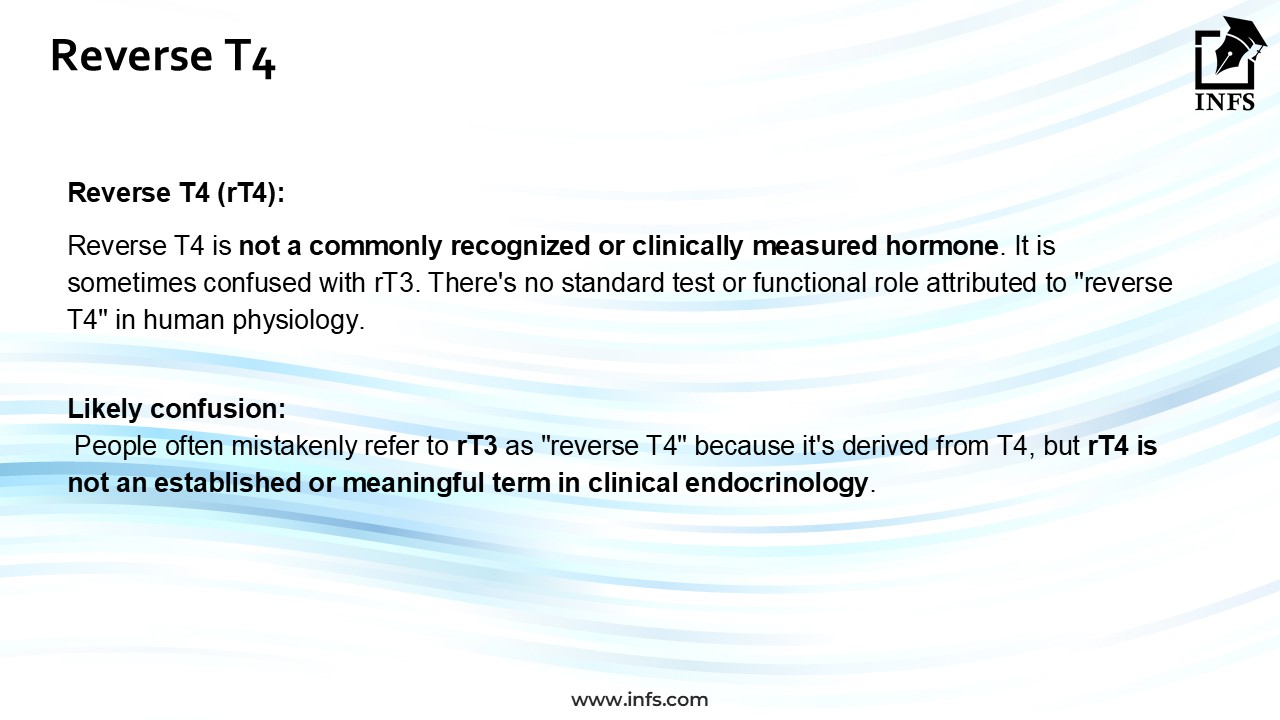 Reverse T4
INFS
Reverse T4 (rT4):
Reverse T4 is not a commonly recognized or clinically measured hormone. It is
sometimes confused with rT3. There's no standard test or functional role attributed to "reverse
T4" in human physiology.
Likely confusion:
People often mistakenly refer to rT3 as "reverse T4" because it's derived from T4, but rT4 is
not an established or meaningful term in clinical endocrinology.
www.infs.com